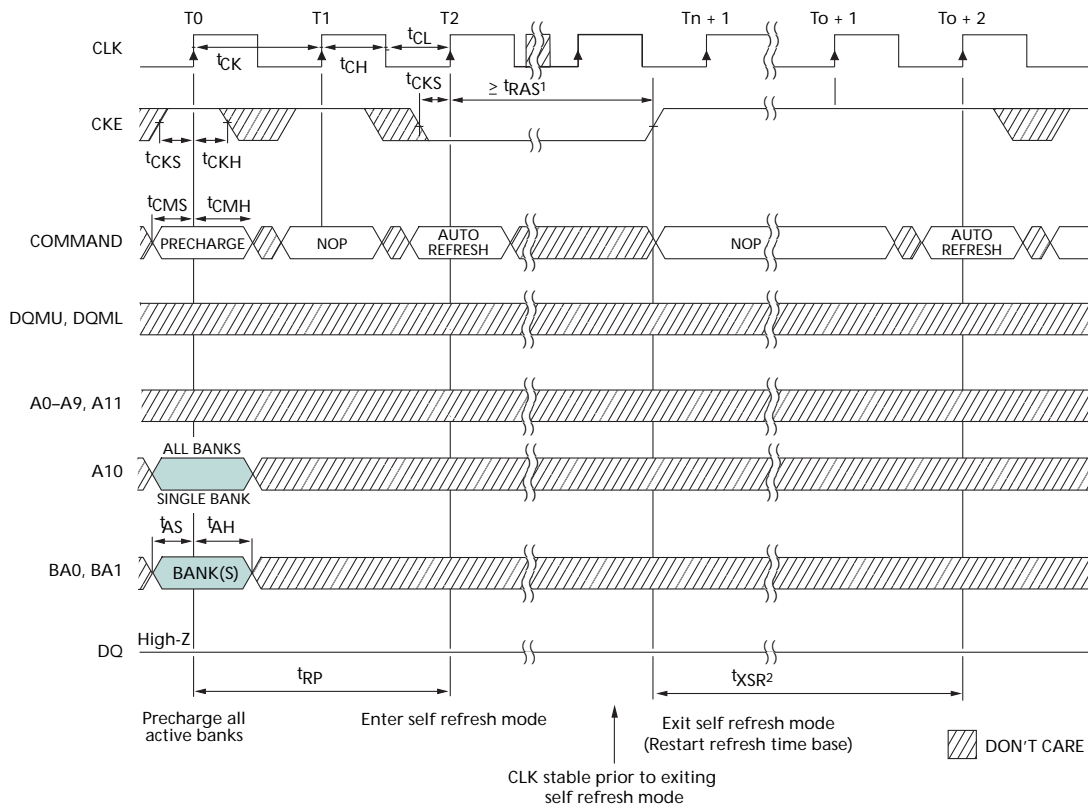 T0 T1 T2 Tn + 1 To + 1 To + 2
CLK
tCK tCH tCL
tCKS ≥ tRAS1
CKE
tCKS tCKH
tCMS tCMH
COMMAND PRECHARGE NOP AUTO REFRESH NOP AUTO REFRESH
DQMU, DQML
A0–A9, A11
ALL BANKS
A10
SINGLE BANK
tAS tAH
BA0, BA1 BANK(S)
High-Z
DQ
tRP tXSR2
Precharge all
active banks
Enter self refresh mode
Exit self refresh mode
(Restart refresh time base)
DON'T CARE
CLK stable prior to exiting
self refresh mode